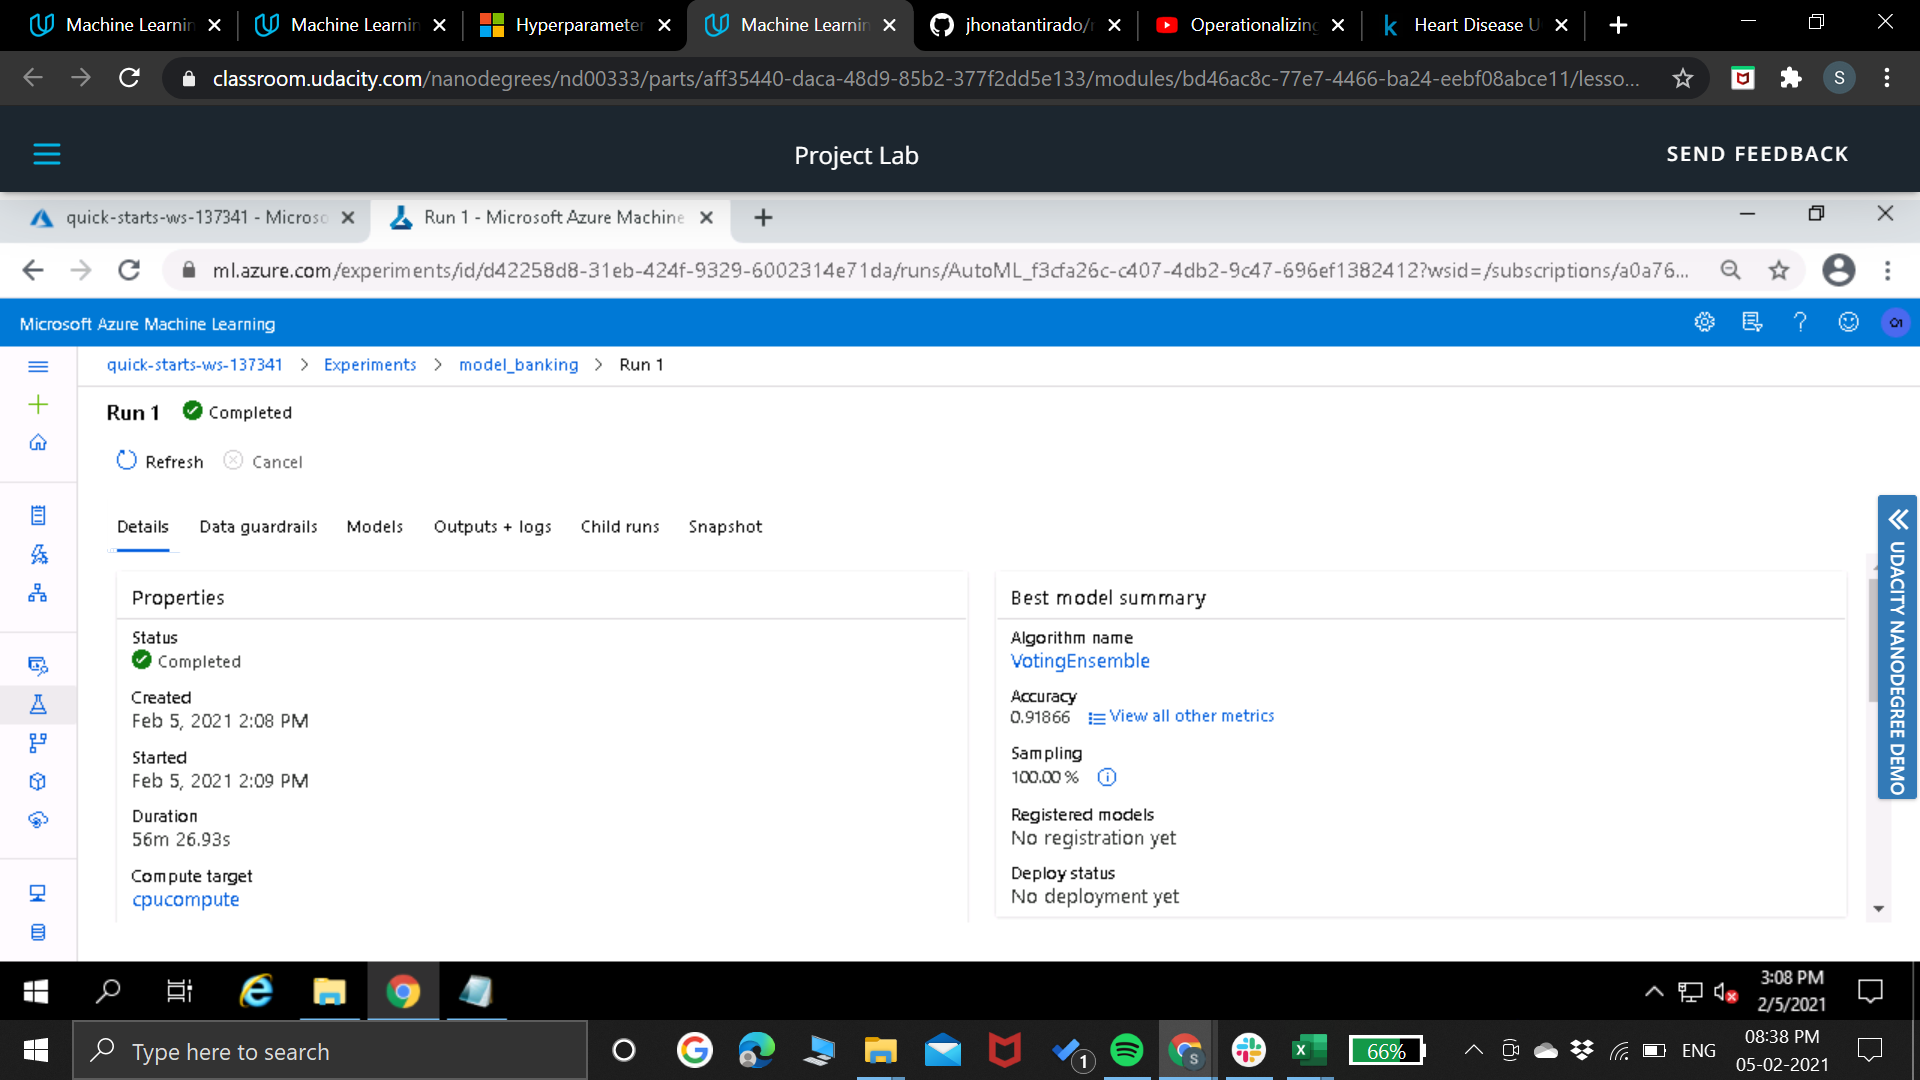 Machine Learnin
Machine Learnin
Hyperparameter
Machine Learnin
jhonatantirado/
Operationalizing
Heart Disease U
classroom.udacity.com/nanodegrees/nd00333/parts/aff35440-daca-48d9-85b2-377f2dd5e133/modules/bd46ac8c-77e7-4466-ba24-eebf08abce11/lesso...
S
Project Lab
SEND FEEDBACK
quick-starts-ws-137341 - Microso
Run 1 - Microsoft Azure Machine
ml.azure.com/experiments/id/d42258d8-31eb-424f-9329-6002314e71da/runs/AutoML_f3cfa26c-c407-4db2-9c47-696ef1382412?wsid=/subscriptions/a0a76...
Microsoft Azure Machine Learning
quick-starts-ws-137341 > Experiments > model_banking > Run 1
Run 1 Completed
Refresh Cancel
Details Data guardrails Models Outputs + logs Child runs Snapshot
Properties
Status
Completed
Created
Feb 5, 2021 2:08 PM
Started
Feb 5, 2021 2:09 PM
Duration
56m 26.93s
Compute target
cpucompute
Best model summary
Algorithm name
VotingEnsemble
Accuracy
0.91866 View all other metrics
Sampling
100.00 %
Registered models
No registration yet
Deploy status
No deployment yet
UDACITY NANODEGREE DEMO
3:08 PM
2/5/2021
Type here to search
1
S
66%
ENG
08:38 PM
05-02-2021